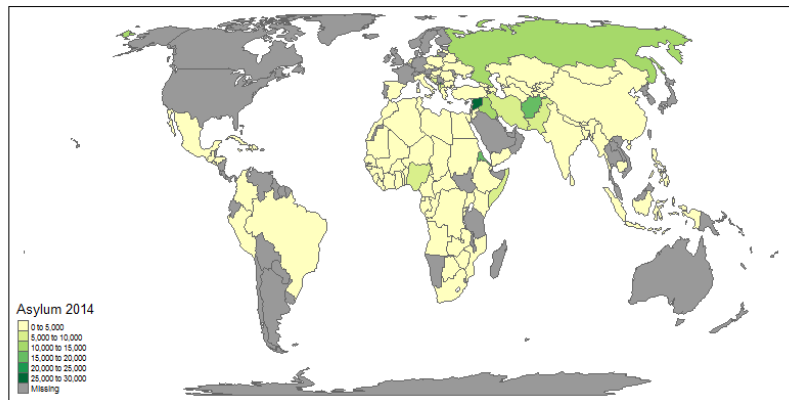 Asylum 2014
0 to 5,000
5,000 to 10,000
10,000 to 15,000
15,000 to 20,000
20,000 to 25,000
25,000 to 30,000
Missing